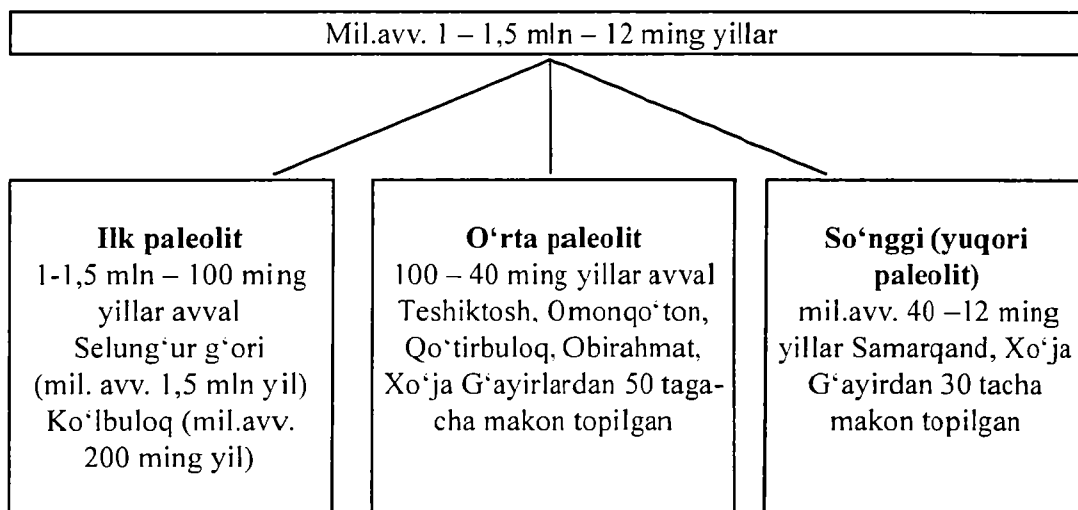 Mil.avv. 1 – 1,5 mln – 12 ming yillar
Ilk paleolit
1-1,5 mln – 100 ming
yillar avval
Selung‘ur g‘ori
(mil. avv. 1,5 mln yil)
Ko‘lbuloq (mil.avv.
200 ming yil)
O‘rta paleolit
100 – 40 ming yillar avval
Teshiktosh, Omonqo‘ton,
Qo‘tirbuloq, Obirahmat,
Xo‘ja G‘ayirlardan 50 taga-
cha makon topilgan
So‘nggi (yuqori
paleolit)
mil.avv. 40 –12 ming
yillar Samarqand, Xo‘ja
G‘ayirdan 30 tacha
makon topilgan